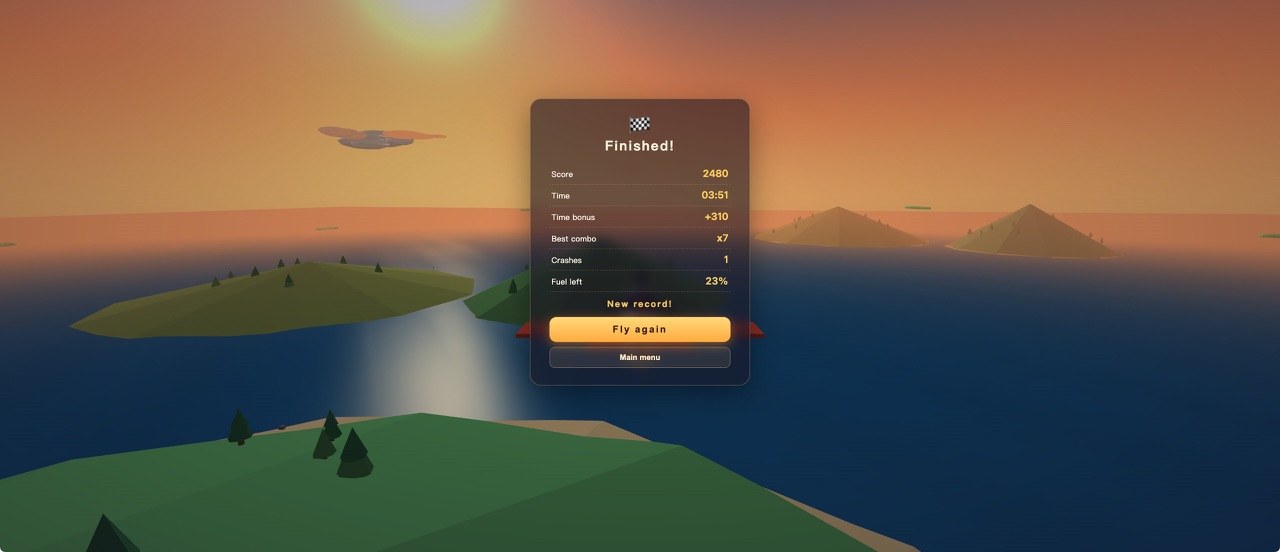 Finished!
Score 2480
Time 03:51
Time bonus +310
Best combo x7
Crashes 1
Fuel left 23%
New record!
Fly again
Main menu